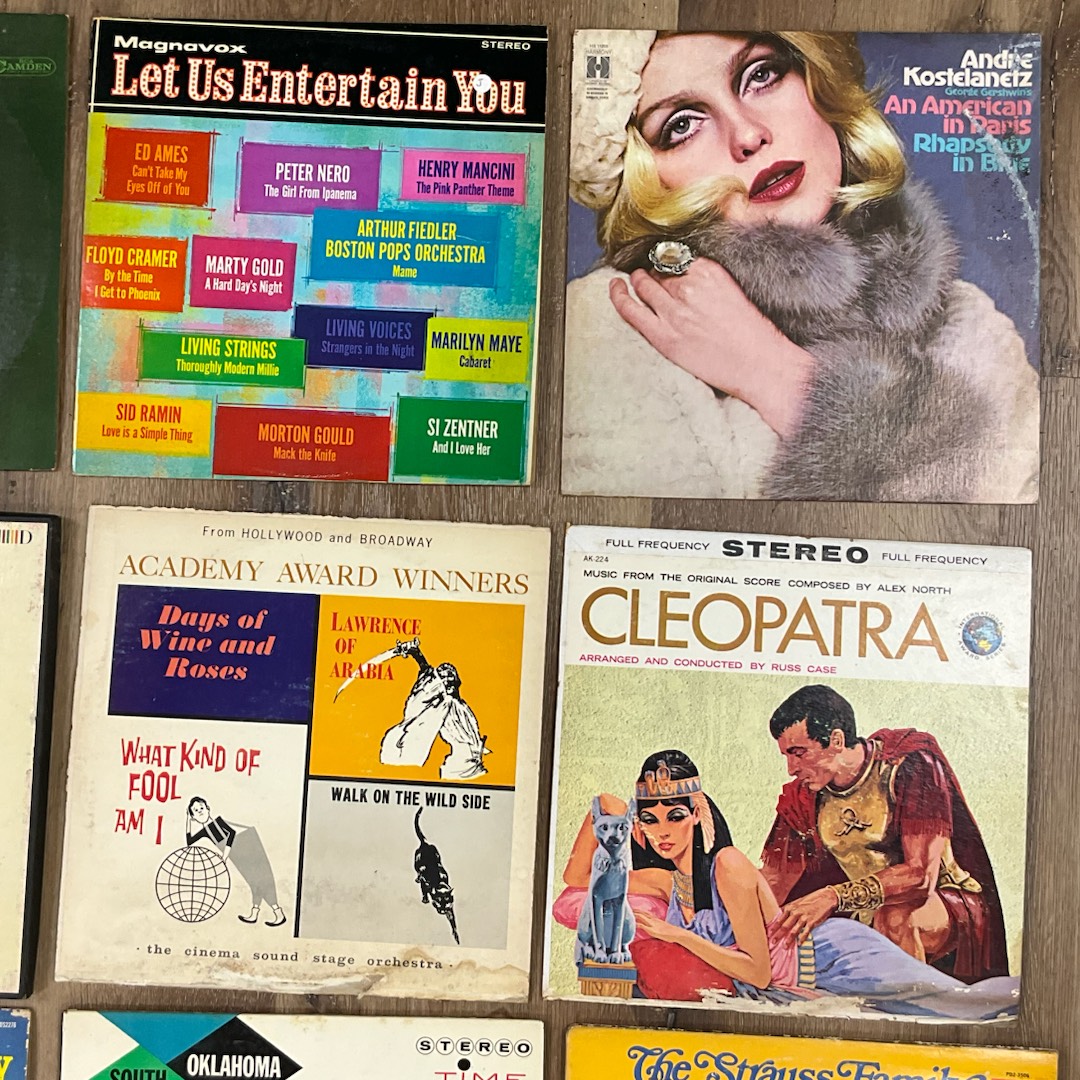 CAMDEN
Magnavox
STEREO
Let Us Entertain You
ED AMES
Can't Take My
Eyes Off of You
PETER NERO
The Girl From Ipanema
HENRY MANCINI
The Pink Panther Theme
ARTHUR FIEDLER
BOSTON POPS ORCHESTRA
Mame
FLOYD CRAMER
By the Time
I Get to Phoenix
MARTY GOLD
A Hard Day's Night
LIVING VOICES
Strangers in the Night
MARILYN MAYE
Cabaret
LIVING STRINGS
Thoroughly Modern Millie
SID RAMIN
Love is a Simple Thing
MORTON GOULD
Mack the Knife
SI ZENTNER
And I Love Her
HARMONY
H
Andre
Kostelanetz
George Gershwin's
An American
in Paris
Rhapsody
in Blue
From HOLLYWOOD and BROADWAY
ACADEMY AWARD WINNERS
Days of
Wine and
Roses
LAWRENCE
OF
ARABIA
WHAT KIND OF
FOOL
AM I
WALK ON THE WILD SIDE
· the cinema sound stage orchestra ·
FULL FREQUENCY STEREO FULL FREQUENCY
AK-224
MUSIC FROM THE ORIGINAL SCORE COMPOSED BY ALEX NORTH
CLEOPATRA
INTERNATIONAL
AWARD SERIES
ARRANGED AND CONDUCTED BY RUSS CASE
D
Y
SOUTH
OKLAHOMA
STEREO
TIME
The Strauss Family